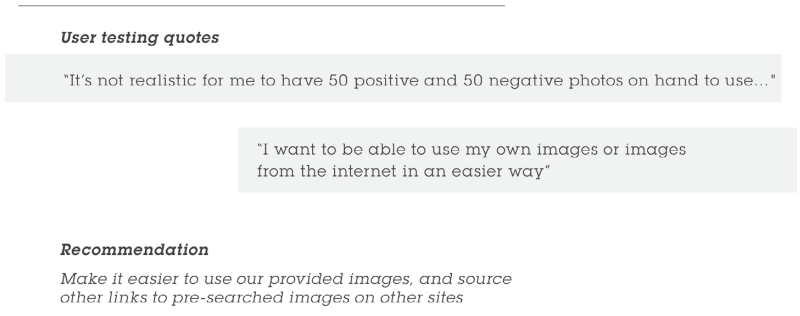 User testing quotes
“It’s not realistic for me to have 50 positive and 50 negative photos on hand to use..."
“I want to be able to use my own images or images
from the internet in an easier way”
Recommendation
Make it easier to use our provided images, and source
other links to pre-searched images on other sites